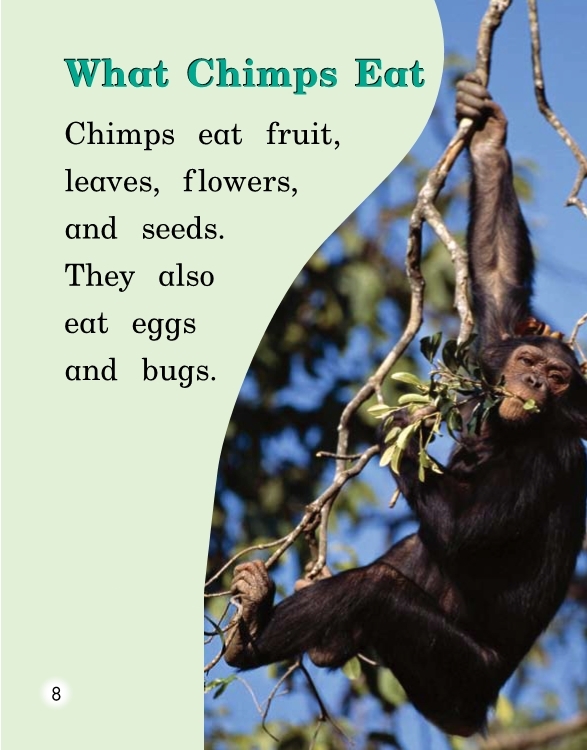 What Chimps Eat
Chimps eat fruit,
leaves, flowers,
and seeds.
They also
eat eggs
and bugs.
8